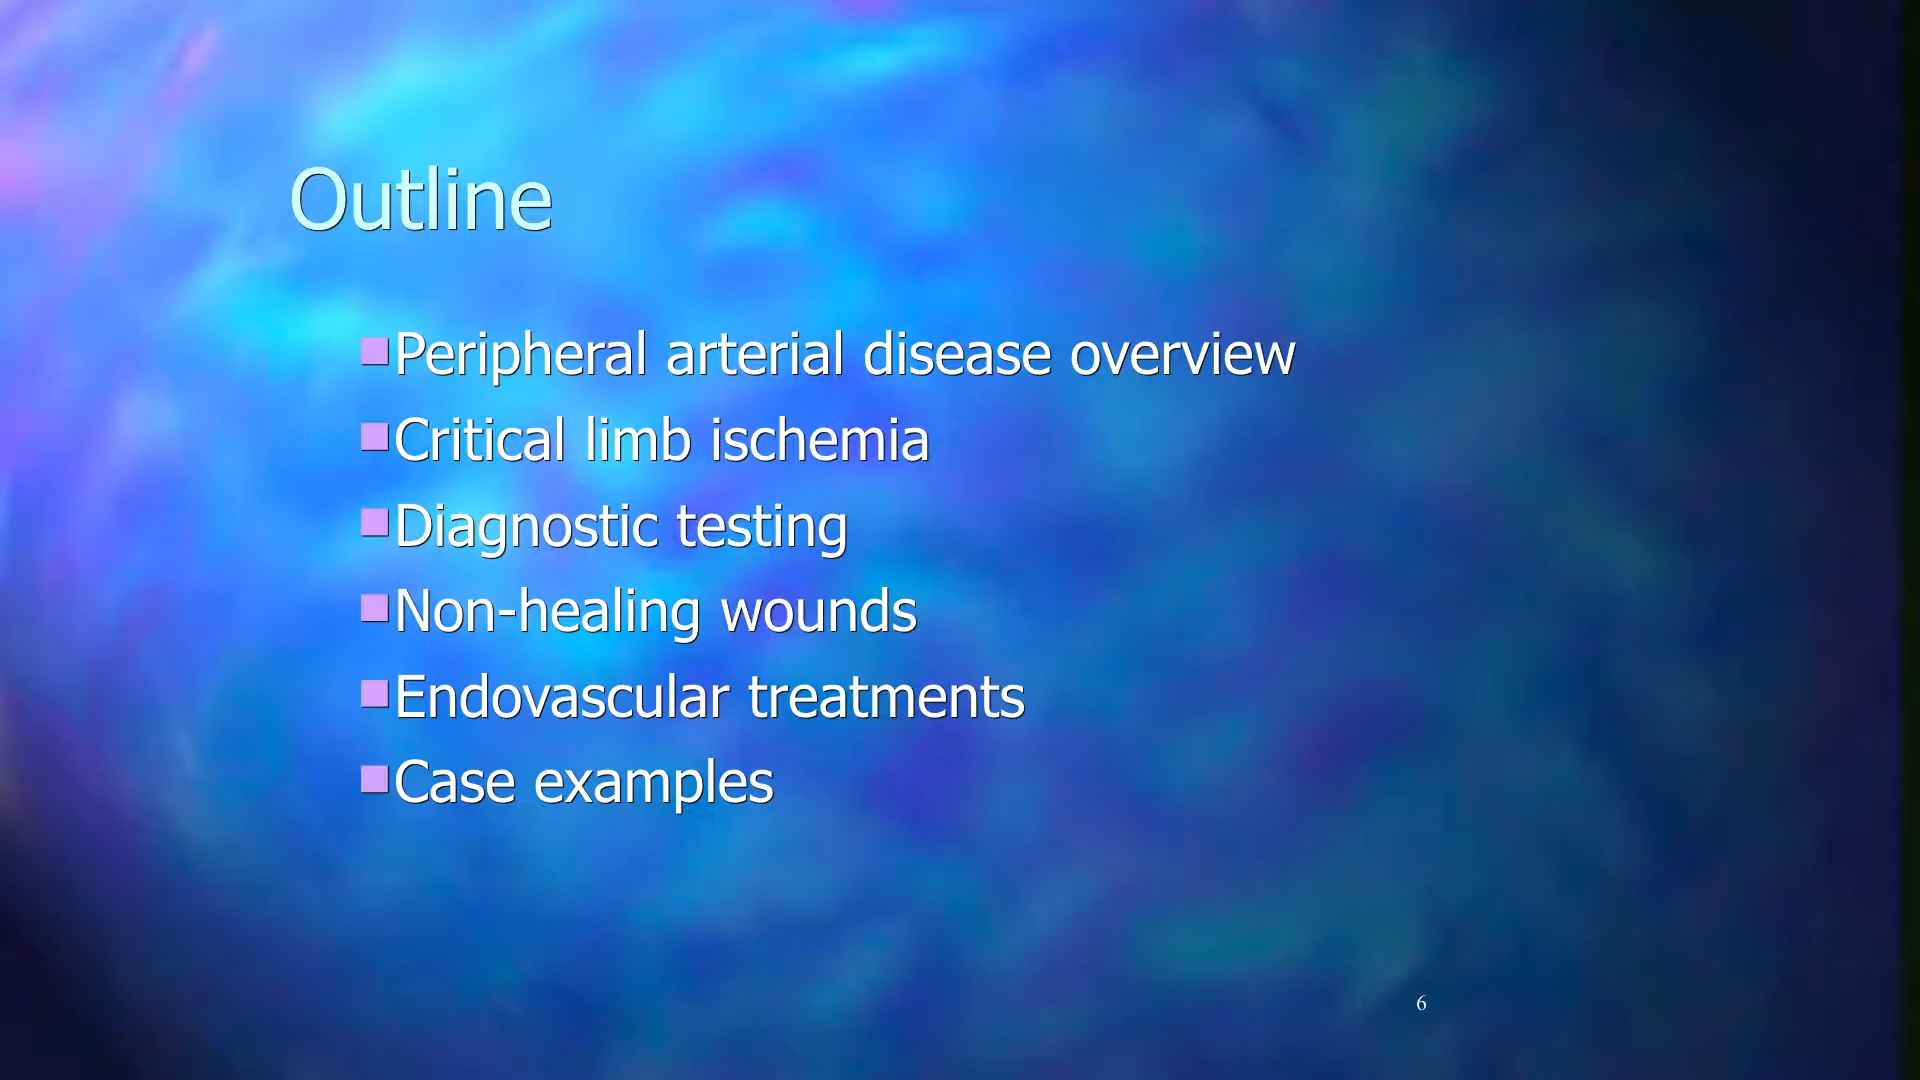 Outline
Peripheral arterial disease overview
Critical limb ischemia
Diagnostic testing
Non-healing wounds
Endovascular treatments
Case examples
6